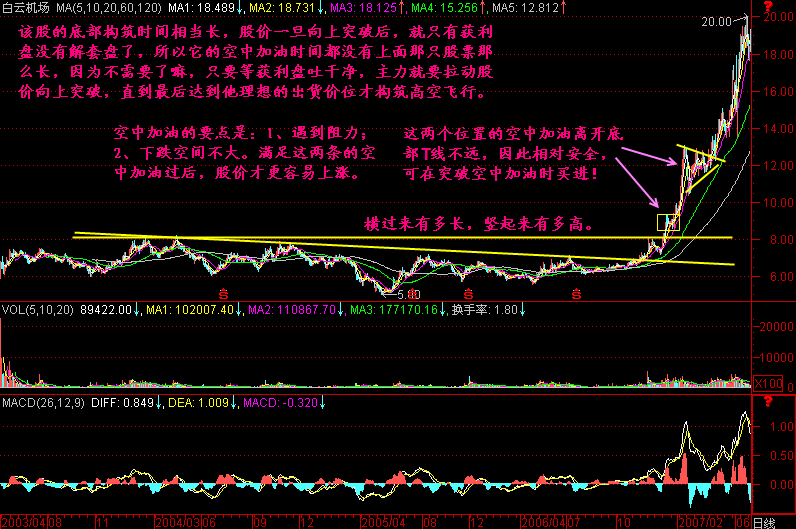 白云机场 MA(5,10,20,60,120) MA1: 18.489↓, MA2: 18.731↓, MA3: 18.125↑, MA4: 15.256↑, MA5: 12.812↑
?
20.00
20.00
该股的底部构筑时间相当长，股价一旦向上突破后，就只有获利
盘没有解套盘了，所以它的空中加油时间都没有上面那只股票那
么长，因为不需要了嘛，只要等获利盘吐干净，主力就要拉动股
价向上突破，直到最后达到他理想的出货价位才构筑高空飞行。
18.00
16.00
14.00
空中加油的要点是：1、遇到阻力；
2、下跌空间不大。满足这两条的空
中加油过后，股价才更容易上涨。
这两个位置的空中加油离开底
部T线不远，因此相对安全，
可在突破空中加油时买进！
12.00
10.00
横过来有多长，竖起来有多高。
8.00
6.00
5.80
S S S
VOL(5,10,20) 89422.00↓, MA1: 102007.40↓, MA2: 110867.70↓, MA3: 177170.16↓, 换手率: 1.80↓
20000
10000
X100
MACD(26,12,9) DIFF: 0.849↓, DEA: 1.009↓, MACD: -0.320↓
?
1.00
0.50
0.00
2003/04 08 11 2004/03 06 09 12 2005/04 08 12 2006/04 07 10 2007/02 16 日线